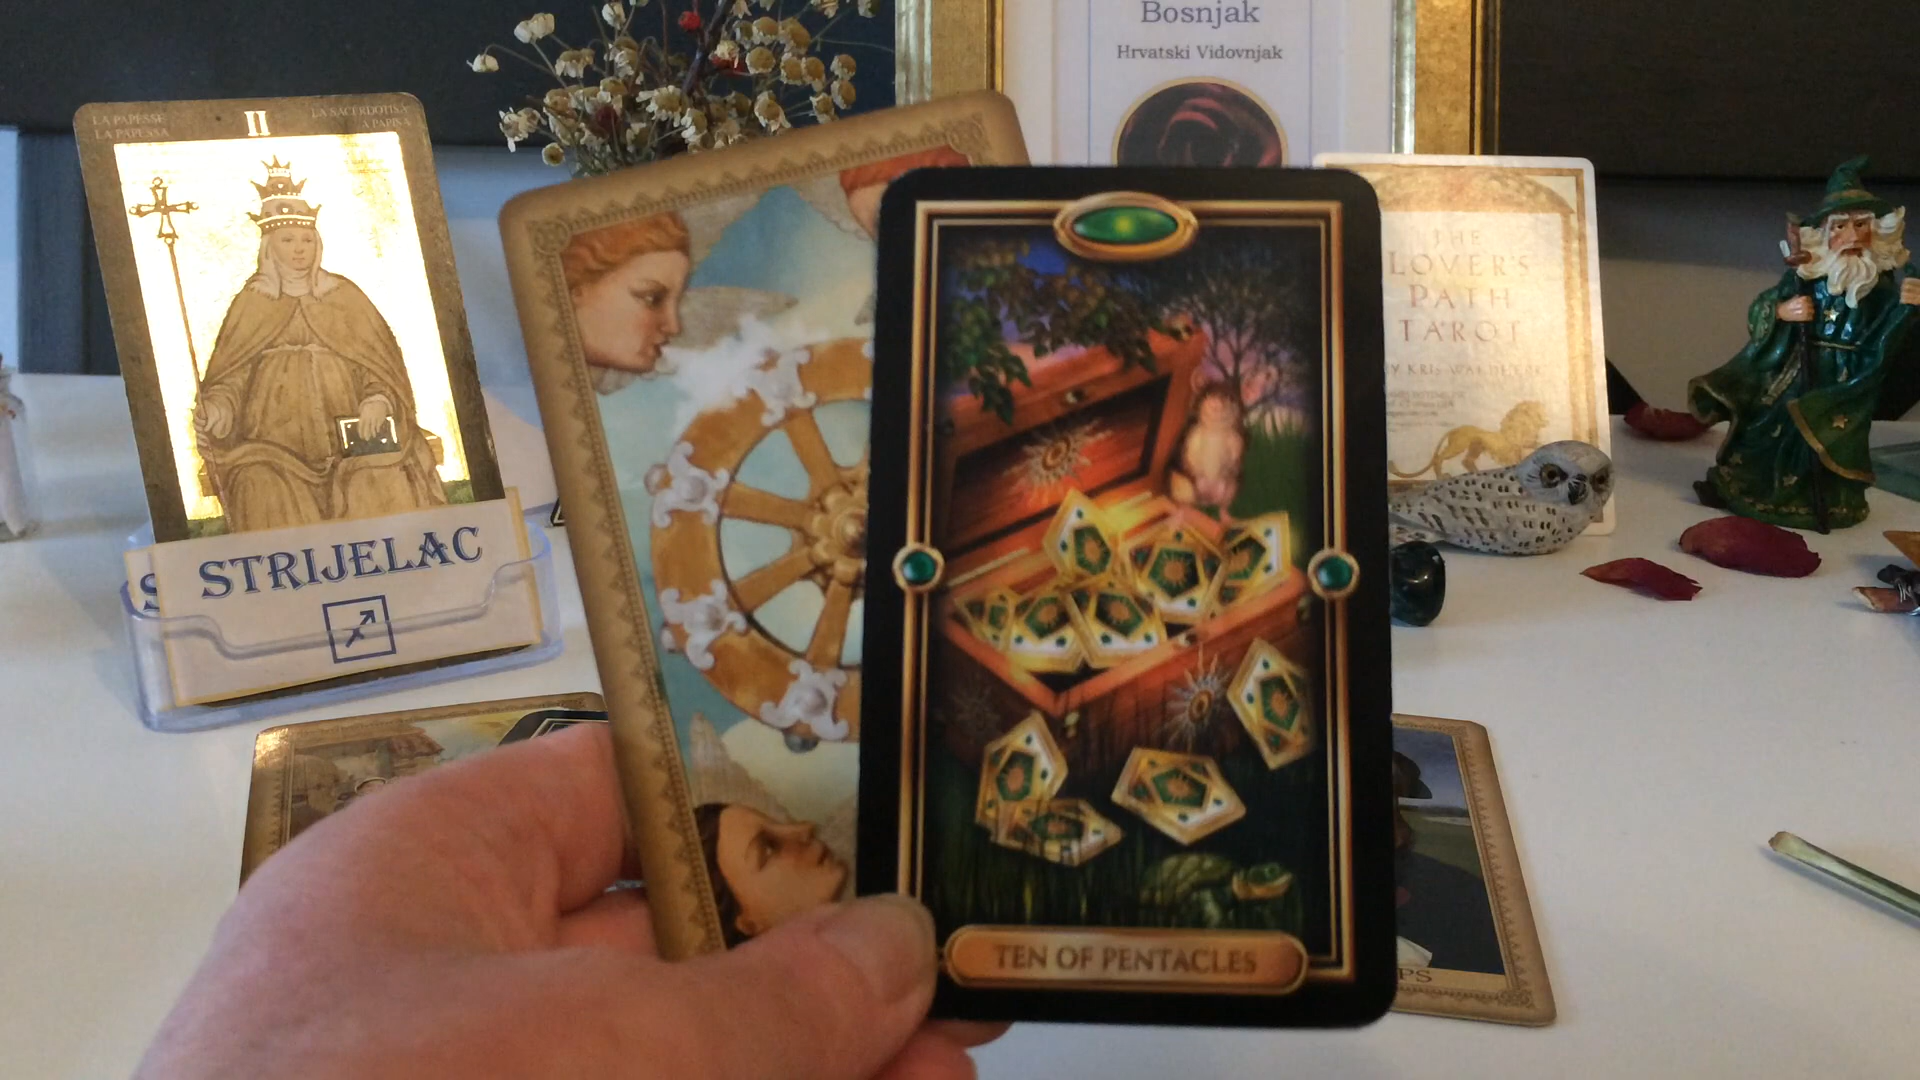 LA PAPESSE
LA PAPESSA
II
LA SACERDOTISA
A PAPISA
STRIJELAC
S
Bosnjak
Hrvatski Vidovnjak
THE
LOVER'S
PATH
TAROT
BY KRIS WALDHERR
TEN OF PENTACLES
PS